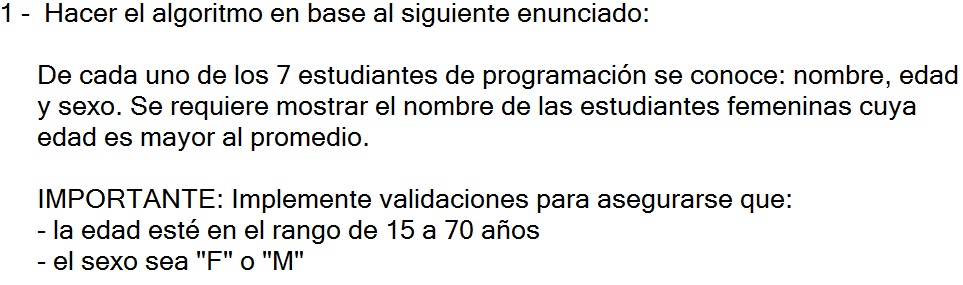 1 -  Hacer el algoritmo en base al siguiente enunciado:
De cada uno de los 7 estudiantes de programación se conoce: nombre, edad
y sexo. Se requiere mostrar el nombre de las estudiantes femeninas cuya
edad es mayor al promedio.
IMPORTANTE: Implemente validaciones para asegurarse que:
- la edad esté en el rango de 15 a 70 años
- el sexo sea "F" o "M"